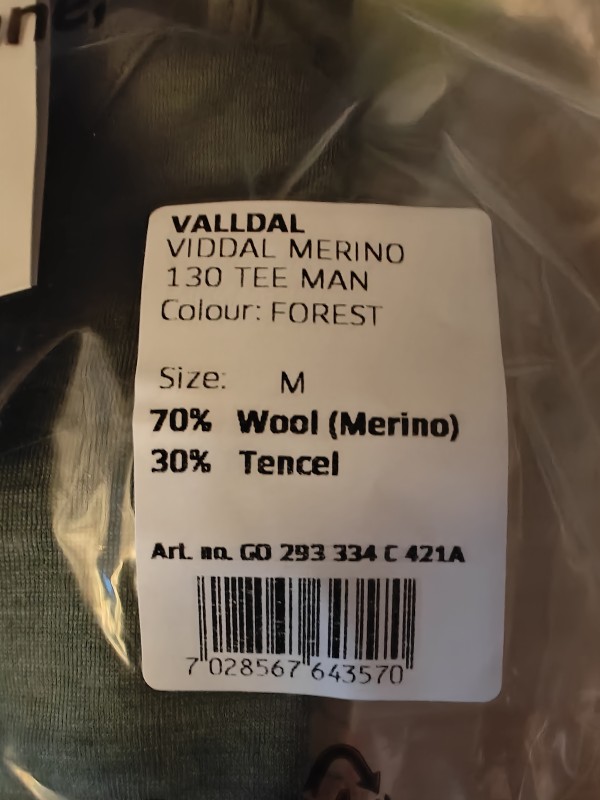 VALLDAL
VIDDAL MERINO
130 TEE MAN
Colour: FOREST
Size: M
70% Wool (Merino)
30% Tencel
Art. no. GO 293 334 C 421A
7 028567 643570